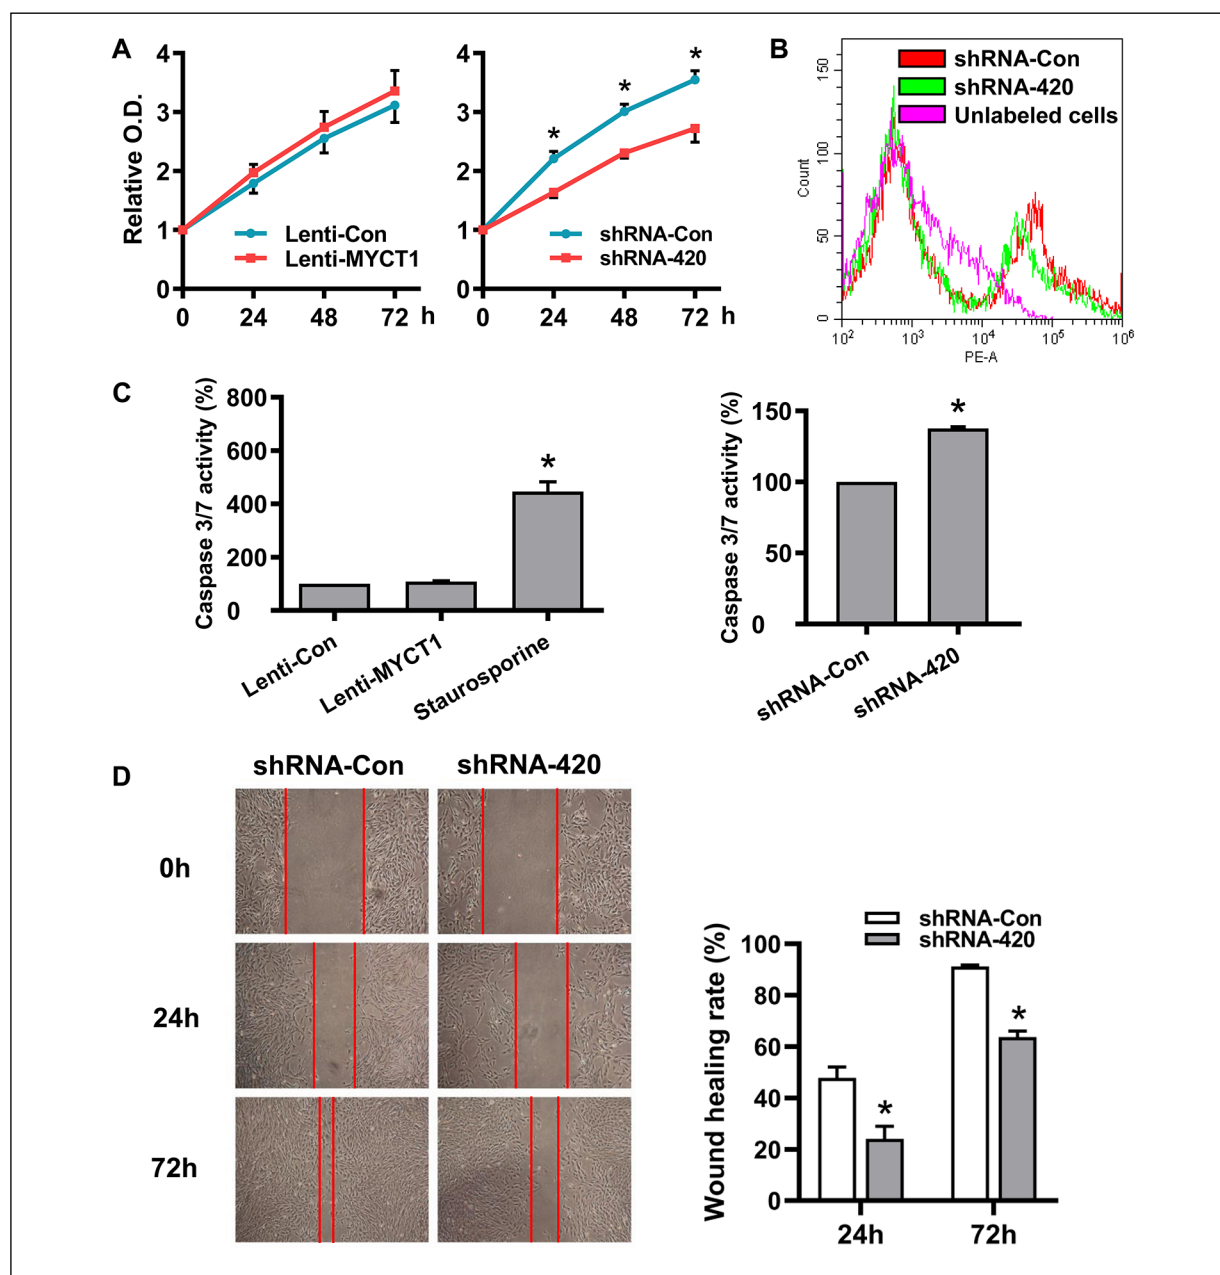 A
Relative O.D.
4
3
2
1
0
0 24 48 72 h
Lenti-Con
Lenti-MYCT1
4
3
2
1
0
0 24 48 72 h
* * *
shRNA-Con
shRNA-420
B
shRNA-Con
shRNA-420
Unlabeled cells
Count
150
100
50
0
10² 10³ 10⁴ 10⁵ 10⁶
PE-A
C
Caspase 3/7 activity (%)
800
600
400
200
0
*
Lenti-Con
Lenti-MYCT1
Staurosporine
Caspase 3/7 activity (%)
150
100
50
0
*
shRNA-Con
shRNA-420
D
shRNA-Con shRNA-420
0h
24h
72h
shRNA-Con
shRNA-420
Wound healing rate (%)
100
80
60
40
20
0
* *
24h 72h